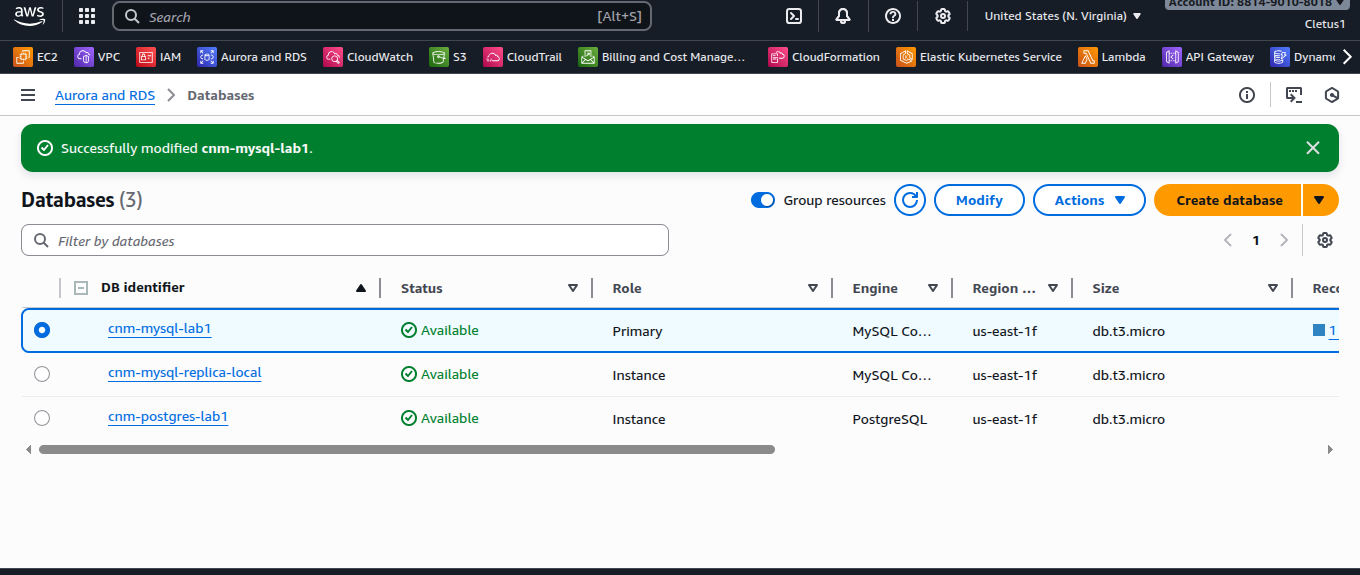 aws
Search [Alt+S]
United States (N. Virginia)
Account ID: 8814-9010-8018
Cletus1
EC2 VPC IAM Aurora and RDS CloudWatch S3 CloudTrail Billing and Cost Manage... CloudFormation Elastic Kubernetes Service Lambda API Gateway Dynamo
Aurora and RDS > Databases
Successfully modified cnm-mysql-lab1.
Databases (3)
Group resources Modify Actions Create database
Filter by databases
1
DB identifier Status Role Engine Region ... Size Reco
cnm-mysql-lab1 Available Primary MySQL Co... us-east-1f db.t3.micro 1
cnm-mysql-replica-local Available Instance MySQL Co... us-east-1f db.t3.micro
cnm-postgres-lab1 Available Instance PostgreSQL us-east-1f db.t3.micro